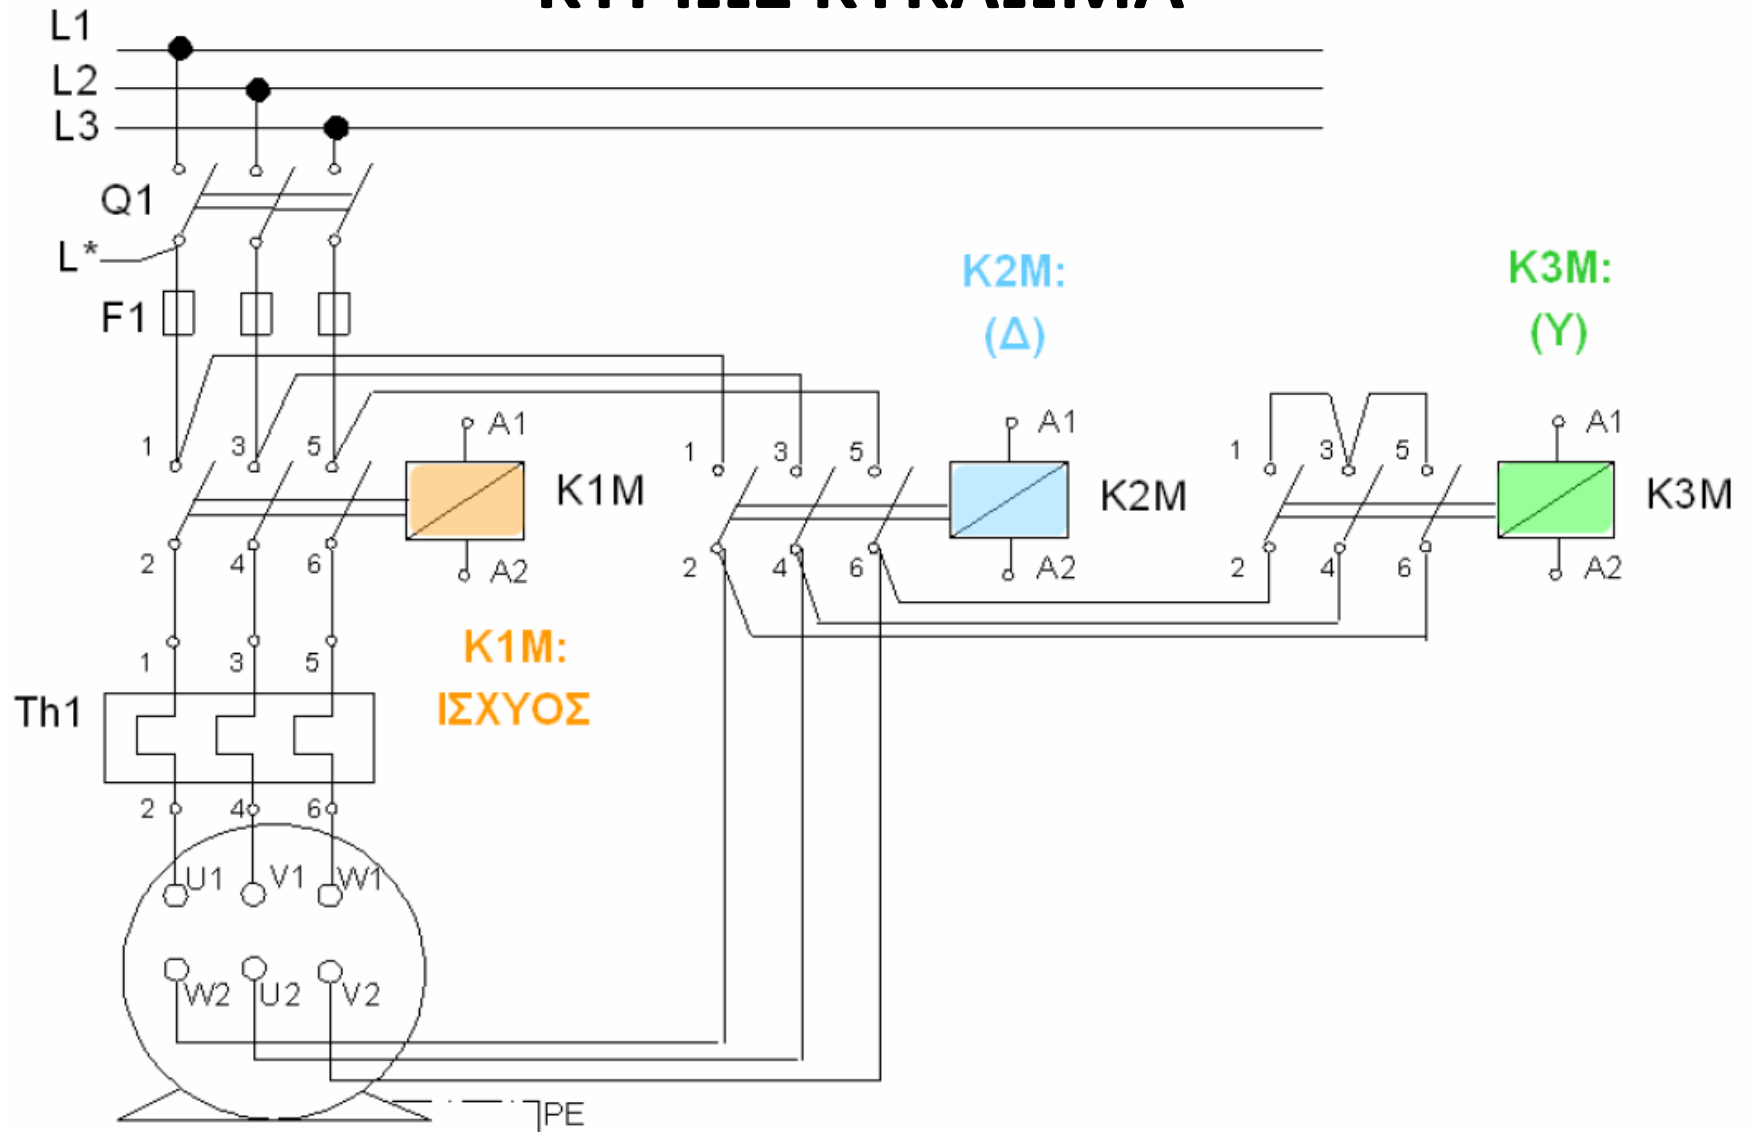 L1
L2
L3
Q1
L*
F1
K2M:
(Δ)
K3M:
(Y)
1 3 5
A1
K1M
2 4 6
A2
1 3 5
A1
K2M
2 4 6
A2
1 3 5
A1
K3M
2 4 6
A2
K1M:
ΙΣΧΥΟΣ
1 3 5
Th1
2 4 6
U1 V1 W1
W2 U2 V2
PE